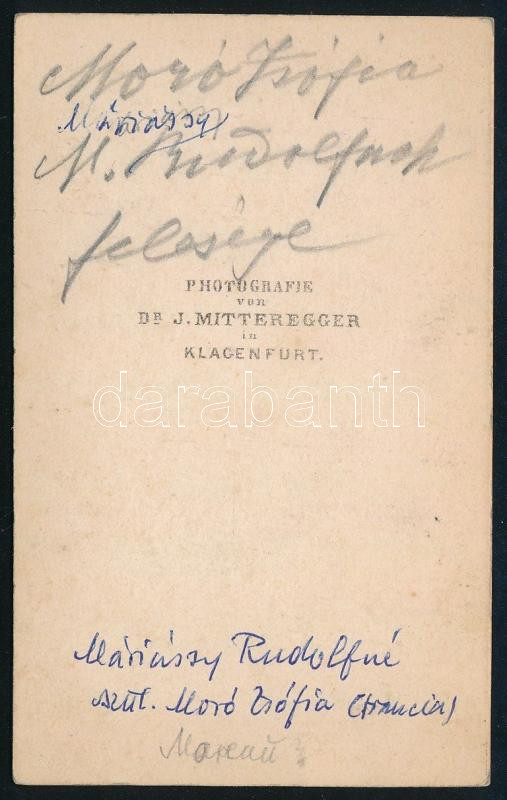 Moró Zsófia
Máriássy
M. Rudolfnak
felesége
PHOTOGRAFIE
von
DR J. MITTEREGGER
in
KLAGENFURT.
darabanth
Máriássy Rudolfné
szül. Moró Zsófia (francia)